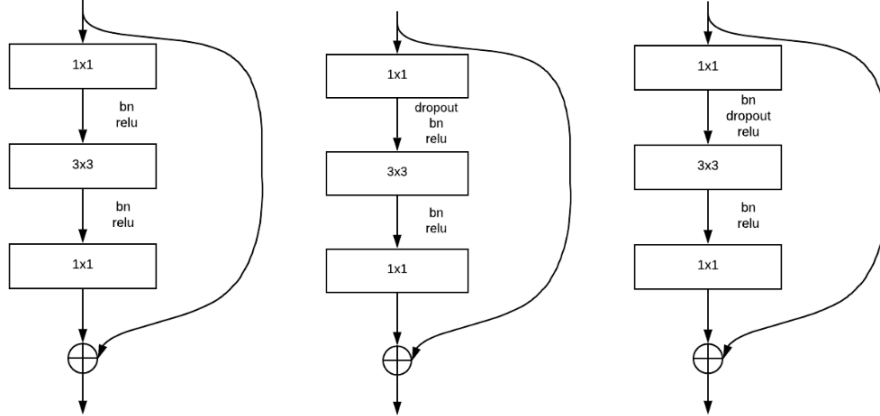 1x1
bn
relu
3x3
bn
relu
1x1
1x1
dropout
bn
relu
3x3
bn
relu
1x1
1x1
bn
dropout
relu
3x3
bn
relu
1x1